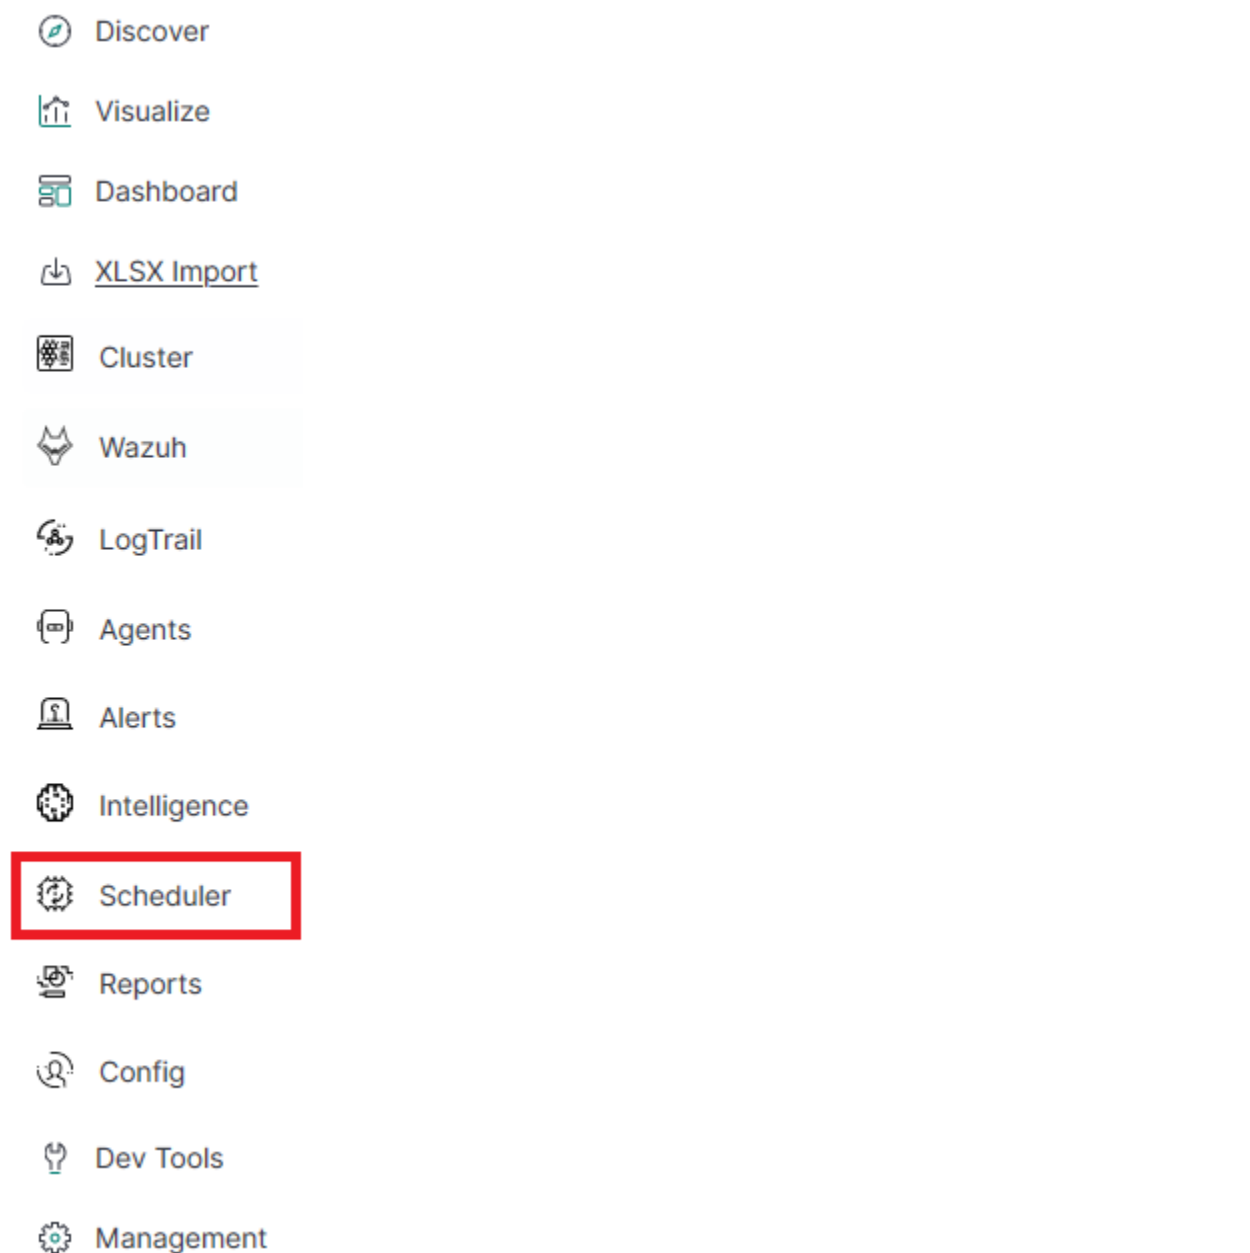 Discover
Visualize
Dashboard
XLSX Import
Cluster
Wazuh
LogTrail
Agents
Alerts
Intelligence
Scheduler
Reports
Config
Dev Tools
Management